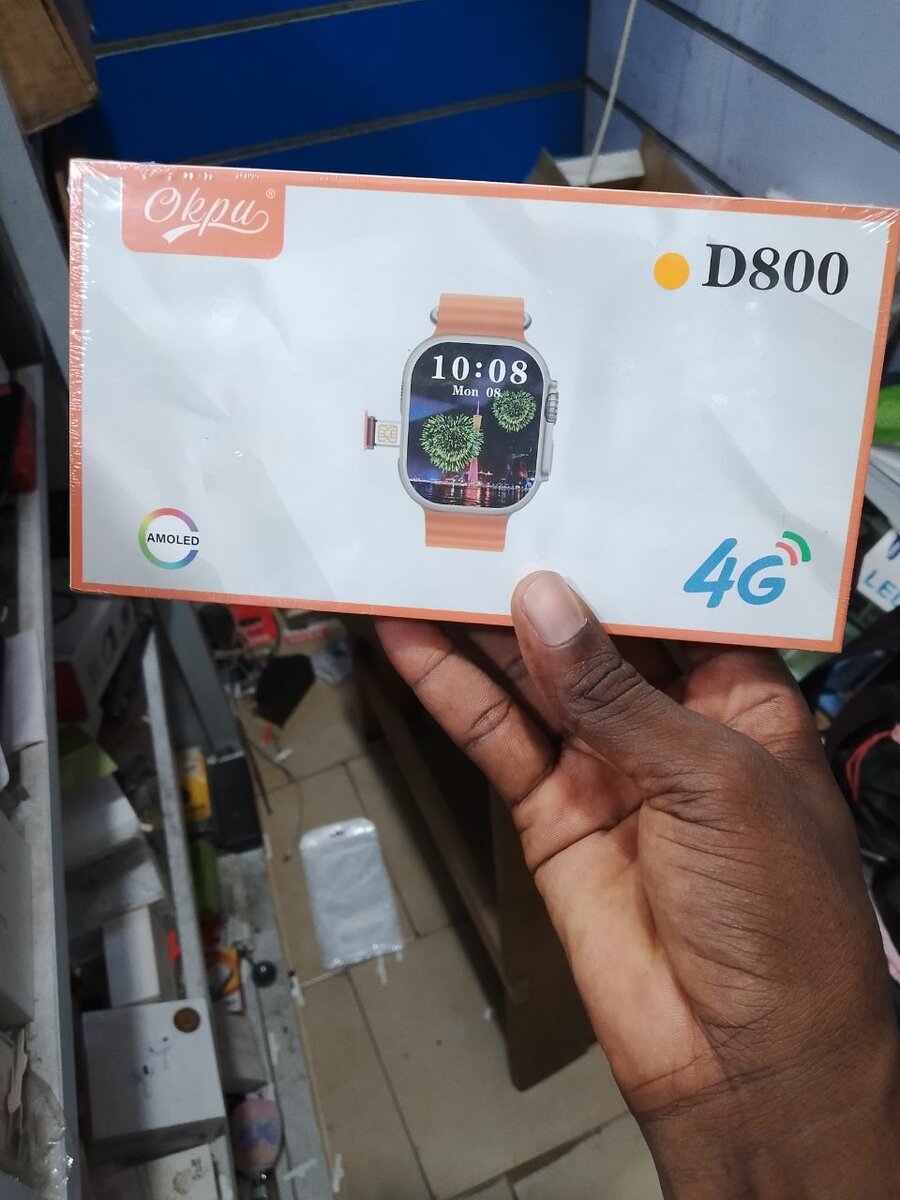 Okpu®
D800
10:08
Mon 08
AMOLED
4G